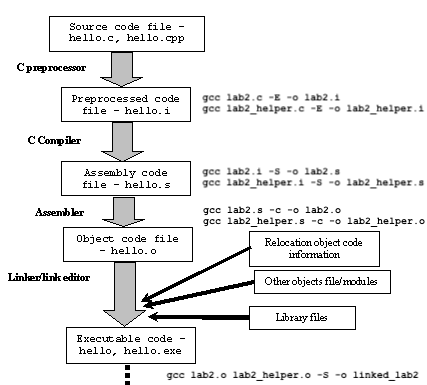 Source code file -
hello.c, hello.cpp
C preprocessor
Preprocessed code
file - hello.i
gcc lab2.c -E -o lab2.i
gcc lab2_helper.c -E -o lab2_helper.i
C Compiler
Assembly code
file - hello.s
gcc lab2.i -S -o lab2.s
gcc lab2_helper.i -S -o lab2_helper.s
Assembler
gcc lab2.s -c -o lab2.o
gcc lab2_helper.s -c -o lab2_helper.o
Object code file
- hello.o
Relocation object code
information
Linker/link editor
Other objects file/modules
Library files
Executable code -
hello, hello.exe
gcc lab2.o lab2_helper.o -S -o linked_lab2